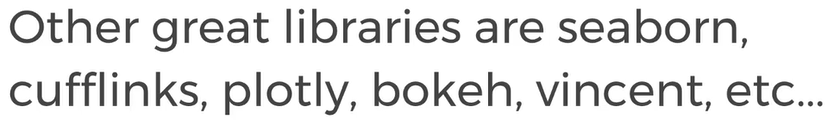 Other great libraries are seaborn,
cufflinks, plotly, bokeh, vincent, etc...